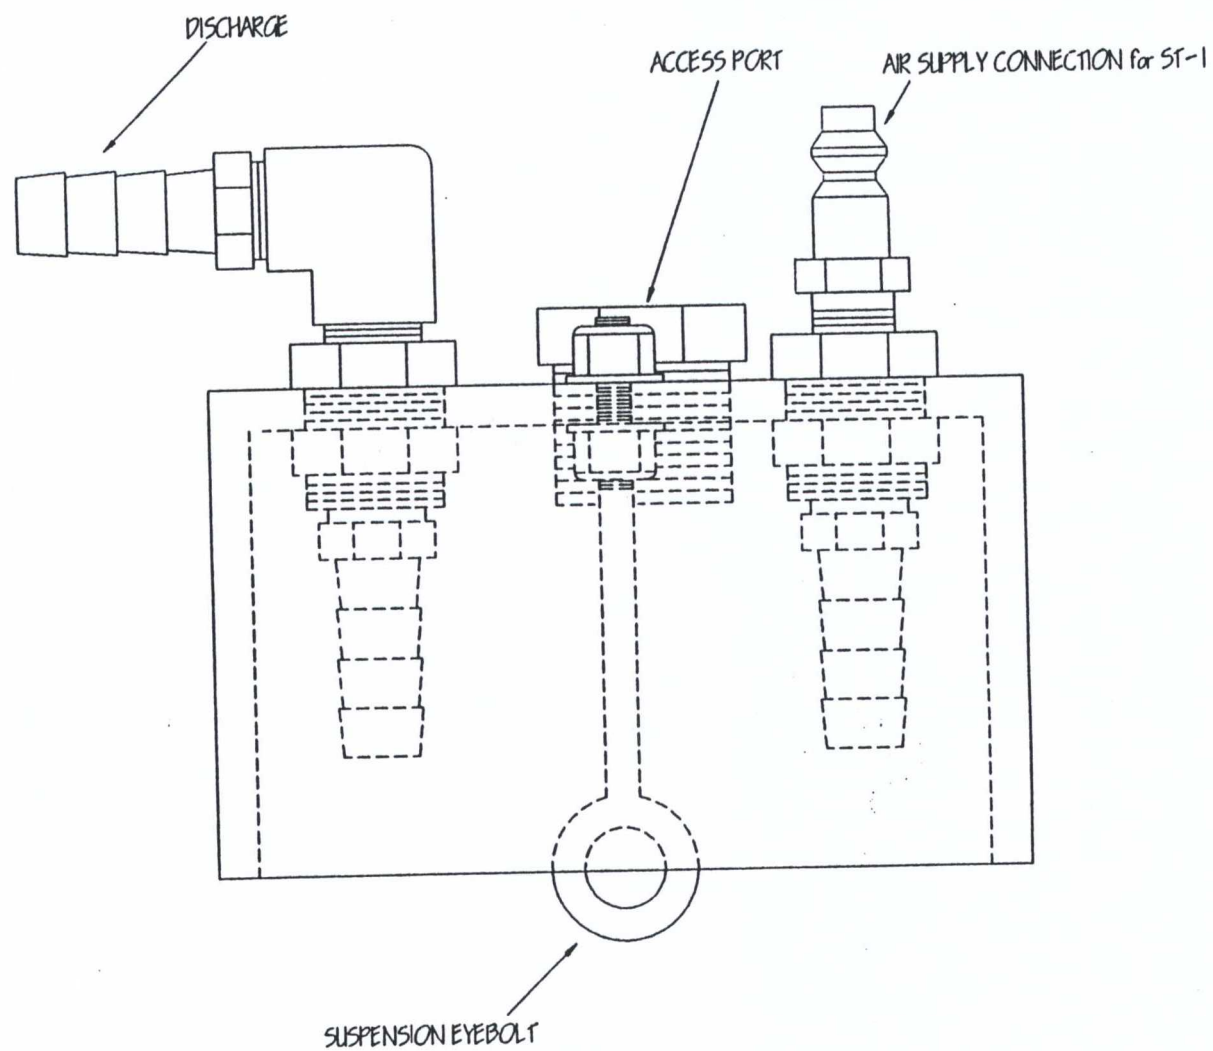 DISCHARGE
ACCESS PORT
AIR SUPPLY CONNECTION for ST-1
SUSPENSION EYEBOLT